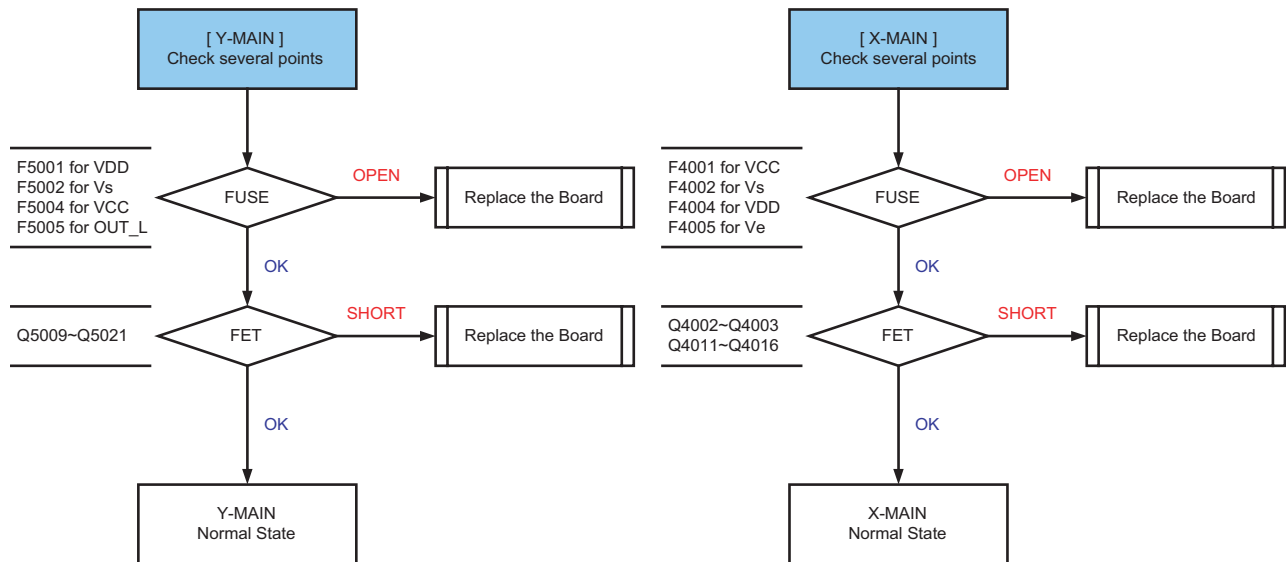 [ Y-MAIN ]
Check several points
F5001 for VDD
F5002 for Vs
F5004 for VCC
F5005 for OUT_L
FUSE
OPEN
Replace the Board
OK
Q5009~Q5021
FET
SHORT
Replace the Board
OK
Y-MAIN
Normal State
[ X-MAIN ]
Check several points
F4001 for VCC
F4002 for Vs
F4004 for VDD
F4005 for Ve
FUSE
OPEN
Replace the Board
OK
Q4002~Q4003
Q4011~Q4016
FET
SHORT
Replace the Board
OK
X-MAIN
Normal State